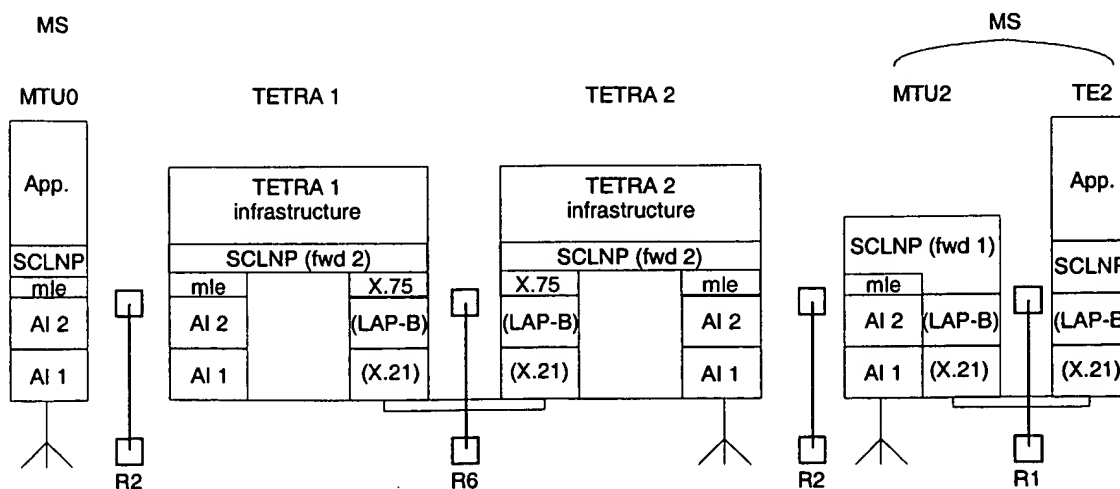 MS
MS
MTU0
TETRA 1
TETRA 2
MTU2
TE2
App.
TETRA 1
infrastructure
TETRA 2
infrastructure
App.
SCLNP
SCLNP (fwd 2)
SCLNP (fwd 2)
SCLNP (fwd 1)
SCLNP
mle
mle
X.75
X.75
mle
mle
AI 2
AI 2
(LAP-B)
(LAP-B)
AI 2
AI 2
(LAP-B)
(LAP-B)
AI 1
AI 1
(X.21)
(X.21)
AI 1
AI 1
(X.21)
(X.21)
R2
R6
R2
R1